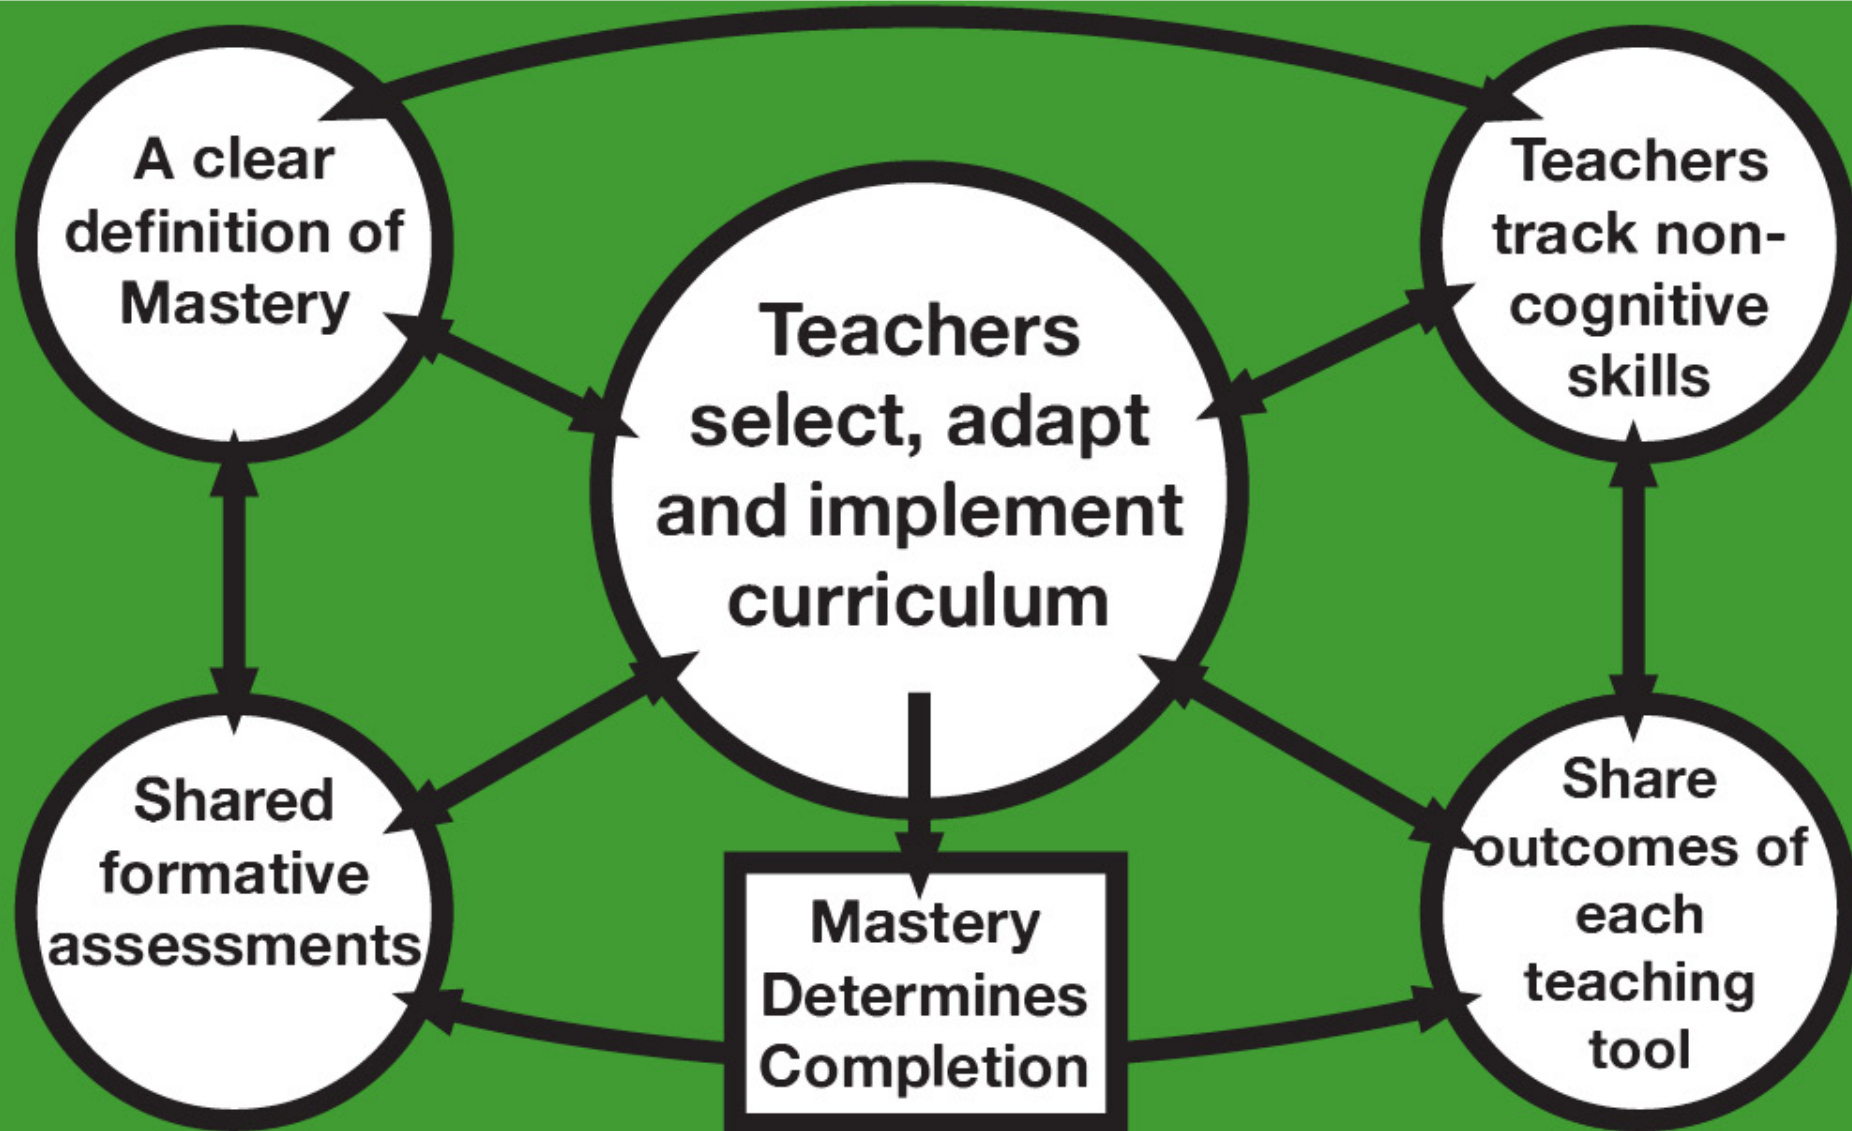 A clear
definition of
Mastery
Teachers
track non-
cognitive
skills
Teachers
select, adapt
and implement
curriculum
Shared
formative
assessments
Mastery
Determines
Completion
Share
outcomes of
each
teaching
tool